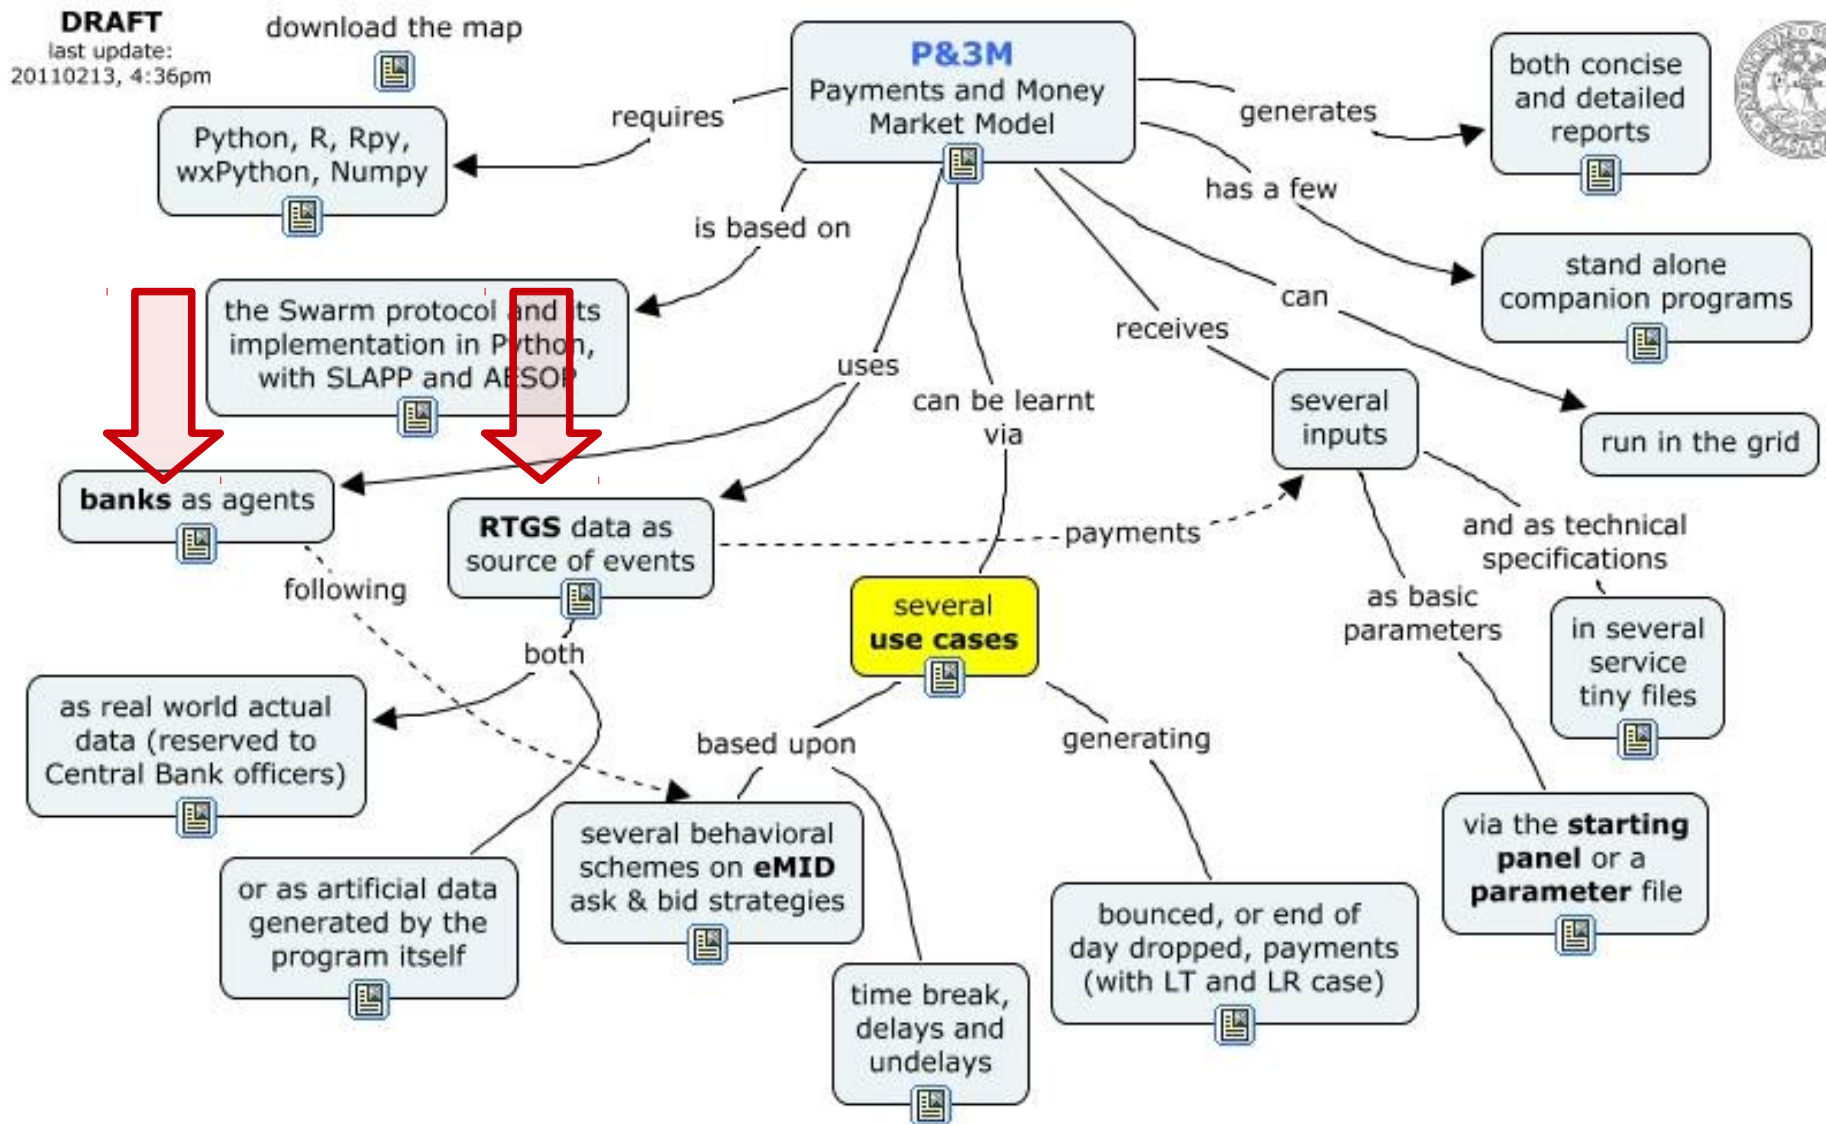 DRAFT
last update:
20110213, 4:36pm
download the map
P&3M
Payments and Money
Market Model
requires
Python, R, Rpy,
wxPython, Numpy
generates
both concise
and detailed
reports
has a few
stand alone
companion programs
is based on
the Swarm protocol and its
implementation in Python,
with SLAPP and AESOP
can
run in the grid
receives
several
inputs
uses
can be learnt
via
banks as agents
RTGS data as
source of events
payments
and as technical
specifications
following
as basic
parameters
several
use cases
in several
service
tiny files
both
as real world actual
data (reserved to
Central Bank officers)
based upon
generating
or as artificial data
generated by the
program itself
several behavioral
schemes on eMID
ask & bid strategies
via the starting
panel or a
parameter file
bounced, or end of
day dropped, payments
(with LT and LR case)
time break,
delays and
undelays